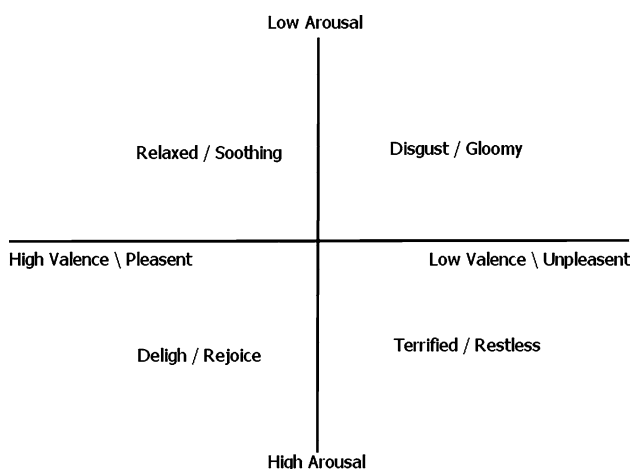 Low Arousal
Relaxed / Soothing
Disgust / Gloomy
High Valence \ Pleasent
Low Valence \ Unpleasent
Deligh / Rejoice
Terrified / Restless
High Arousal